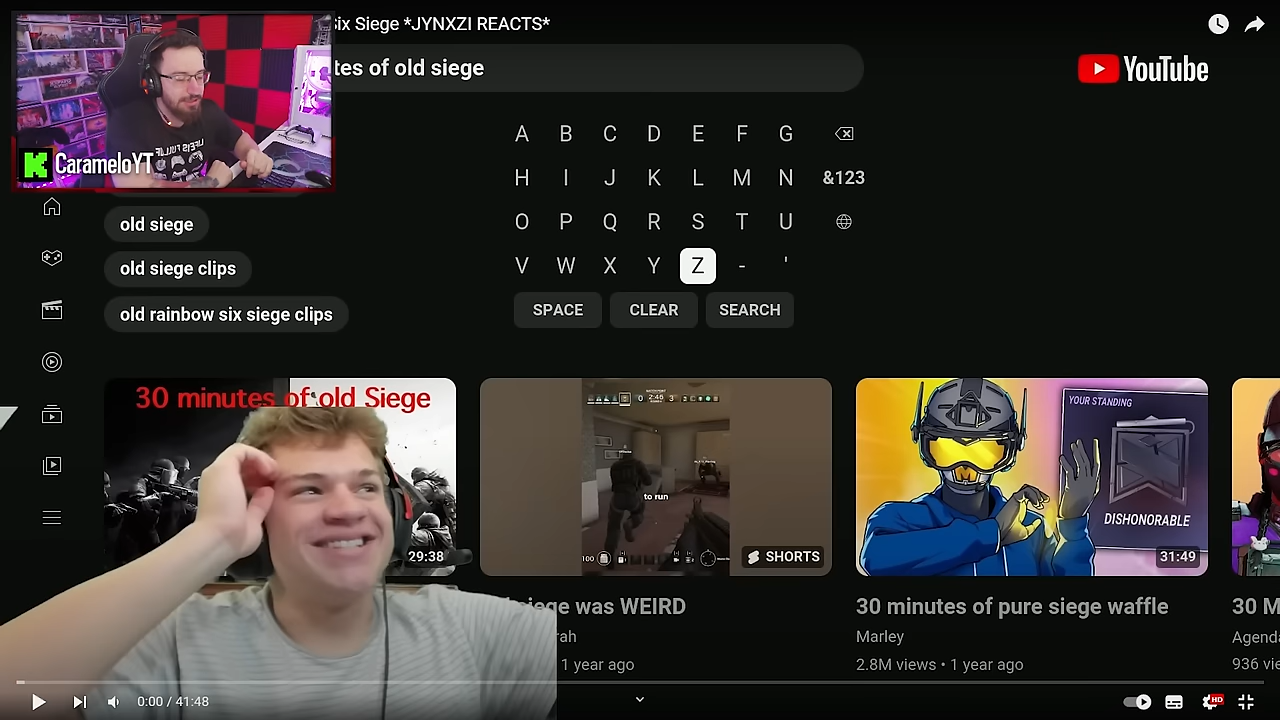 Six Siege *JYNXZI REACTS*
tes of old siege
YouTube
CarameloYT
A B C D E F G
H I J K L M N &123
O P Q R S T U
V W X Y Z - '
SPACE CLEAR SEARCH
old siege
old siege clips
old rainbow six siege clips
30 minutes of old Siege
29:38
to run
SHORTS
YOUR STANDING
DISHONORABLE
31:49
siege was WEIRD
rah
1 year ago
30 minutes of pure siege waffle
Marley
2.8M views • 1 year ago
30 M
Agenda
936 vie
0:00 / 41:48
HD